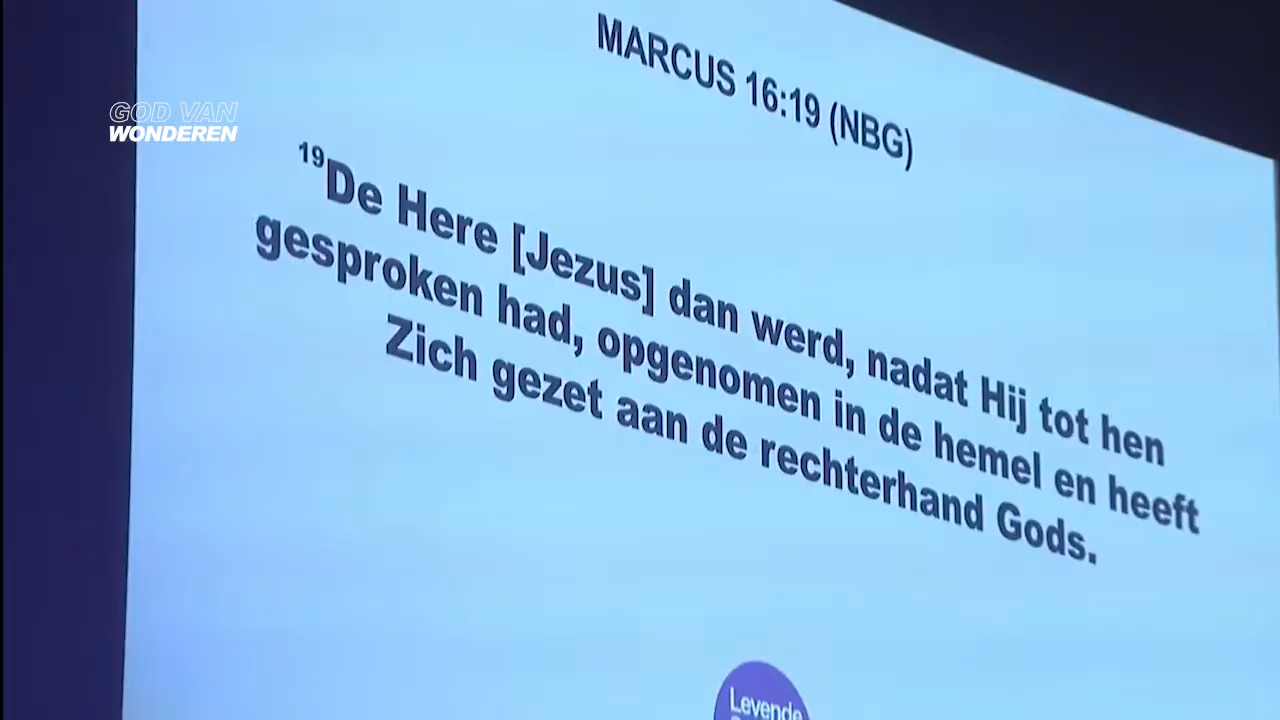 MARCUS 16:19 (NBG)
GOD VAN
WONDEREN
19De Here [Jezus] dan werd, nadat Hij tot hen
gesproken had, opgenomen in de hemel en heeft
Zich gezet aan de rechterhand Gods.
Levende